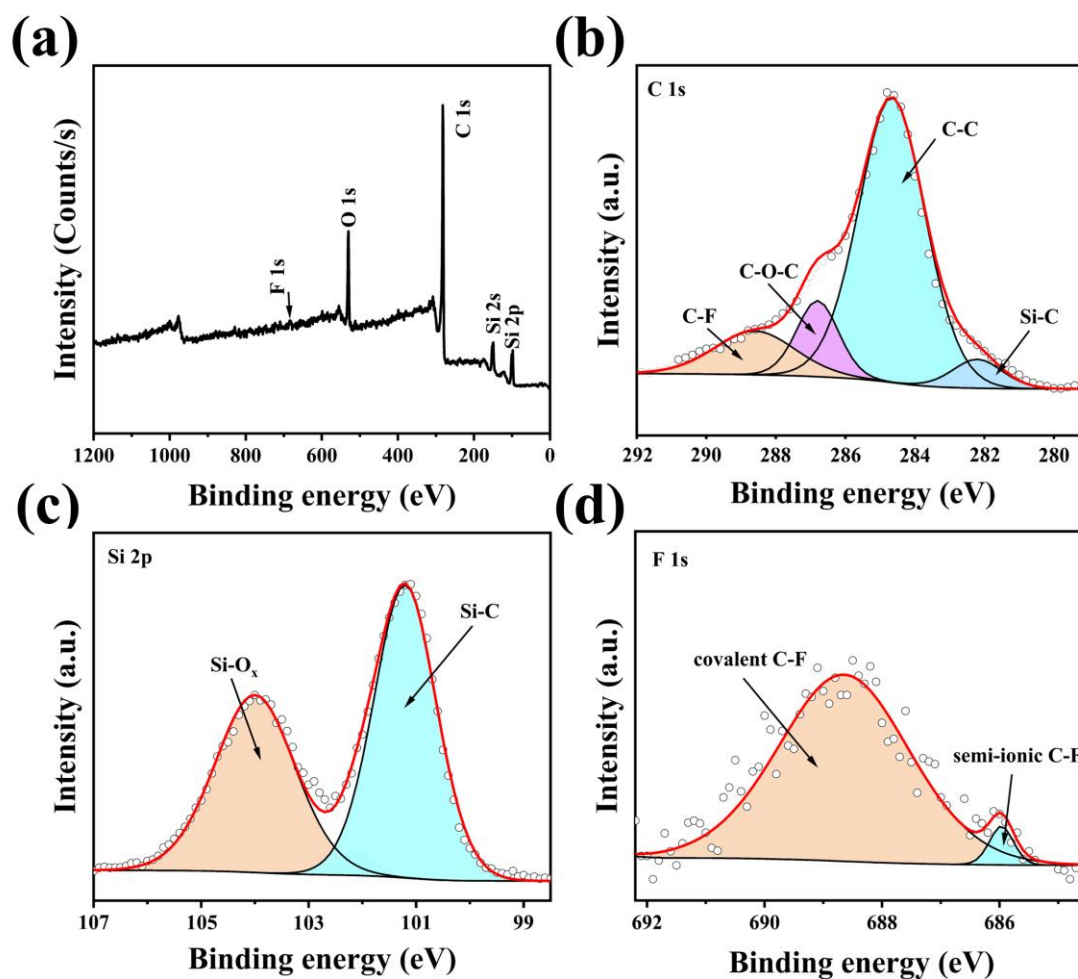 (a)
Intensity (Counts/s)
F 1s
O 1s
C 1s
Si 2s
Si 2p
1200 1000 800 600 400 200 0
Binding energy (eV)
(b)
C 1s
Intensity (a.u.)
C-C
C-O-C
C-F
Si-C
292 290 288 286 284 282 280
Binding energy (eV)
(c)
Si 2p
Intensity (a.u.)
Si-C
Si-Oₓ
107 105 103 101 99
Binding energy (eV)
(d)
F 1s
Intensity (a.u.)
covalent C-F
semi-ionic C-F
692 690 688 686
Binding energy (eV)